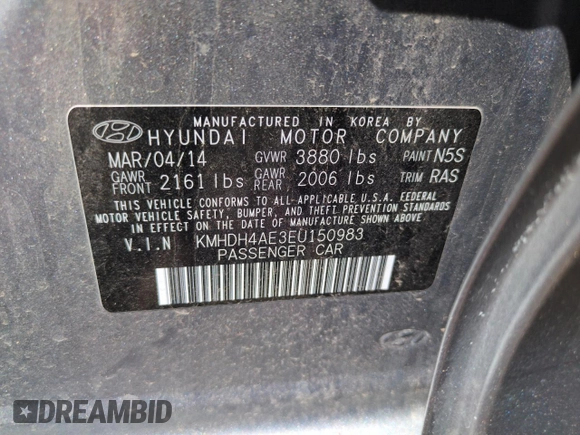 MANUFACTURED IN KOREA BY
HYUNDAI MOTOR COMPANY
MAR/04/14 GVWR 3880 lbs PAINT N5S
GAWR FRONT 2161 lbs GAWR REAR 2006 lbs TRIM RAS
THIS VEHICLE CONFORMS TO ALL APPLICABLE U.S.A. FEDERAL
MOTOR VEHICLE SAFETY, BUMPER, AND THEFT PREVENTION STANDARDS
IN EFFECT ON THE DATE OF MANUFACTURE SHOWN ABOVE.
V.I.N KMHDH4AE3EU150983
PASSENGER CAR
DREAMBID